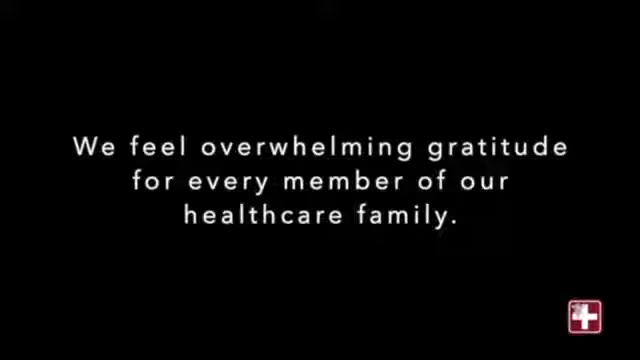 We feel overwhelming gratitude
for every member of our
healthcare family.